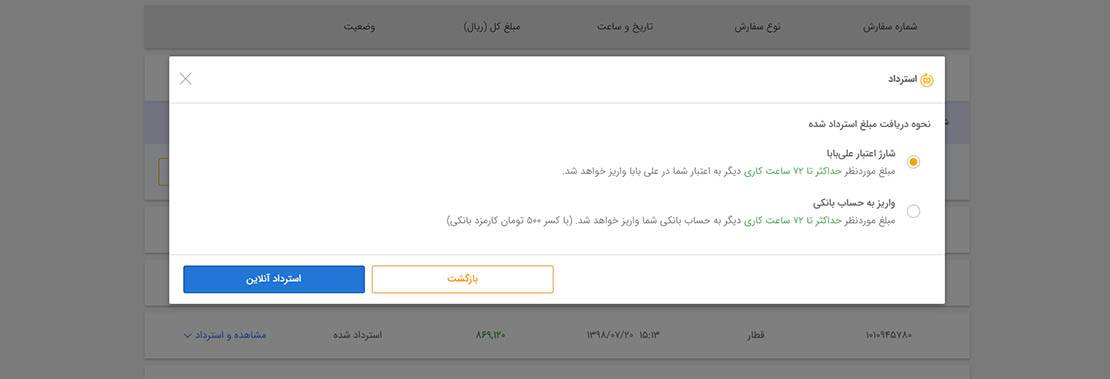 شماره سفارش نوع سفارش تاریخ و ساعت مبلغ کل (ریال) وضعیت
استرداد
نحوه دریافت مبلغ استرداد شده
شارژ اعتبار علی‌بابا
مبلغ موردنظر حداکثر تا ۷۲ ساعت کاری دیگر به اعتبار شما در علی بابا واریز خواهد شد.
واریز به حساب بانکی
مبلغ موردنظر حداکثر تا ۷۲ ساعت کاری دیگر به حساب بانکی شما واریز خواهد شد. (با کسر ۵۰۰ تومان کارمزد بانکی)
بازگشت استرداد آنلاین
۱۰۱۰۹۴۵۷۸۰ قطار ۱۵:۱۳ ۱۳۹۸/۰۷/۲۰ ۸۶۹,۱۲۰ استرداد شده مشاهده و استرداد